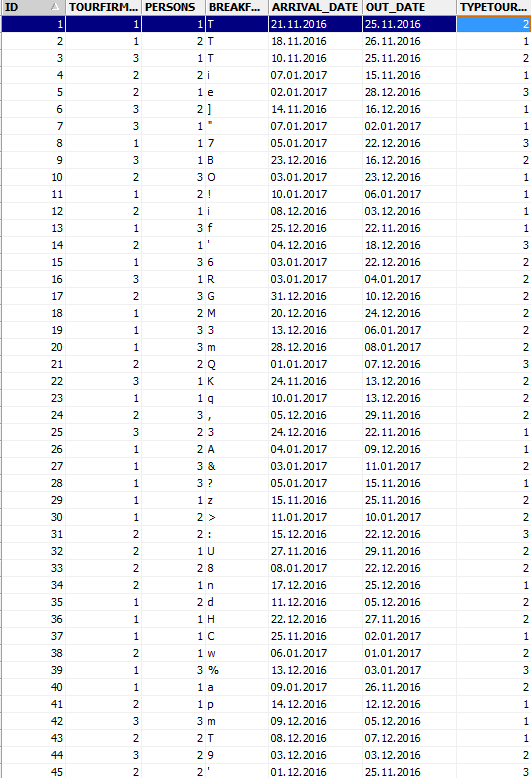 ID TOURFIRM... PERSONS BREAKF... ARRIVAL_DATE OUT_DATE TYPETOUR...
1 1 1 T 21.11.2016 25.11.2016 2
2 1 2 T 18.11.2016 26.11.2016 1
3 3 1 T 10.11.2016 25.11.2016 2
4 2 2 i 07.01.2017 15.11.2016 1
5 2 1 e 02.01.2017 28.12.2016 3
6 3 2 ] 14.11.2016 16.12.2016 1
7 3 1 " 07.01.2017 02.01.2017 1
8 1 1 7 05.01.2017 22.12.2016 3
9 3 1 B 23.12.2016 16.12.2016 2
10 2 3 O 03.01.2017 23.12.2016 1
11 1 2 ! 10.01.2017 06.01.2017 1
12 2 1 i 08.12.2016 03.12.2016 1
13 1 3 f 25.12.2016 22.11.2016 1
14 2 1 ' 04.12.2016 18.12.2016 3
15 1 3 6 03.01.2017 22.12.2016 2
16 3 1 R 03.01.2017 04.01.2017 2
17 2 3 G 31.12.2016 10.12.2016 2
18 1 2 M 20.12.2016 24.12.2016 2
19 1 3 3 13.12.2016 06.01.2017 2
20 1 3 m 28.12.2016 08.01.2017 2
21 2 2 Q 01.01.2017 07.12.2016 3
22 3 1 K 24.11.2016 13.12.2016 2
23 1 1 q 10.01.2017 13.12.2016 2
24 2 3 , 05.12.2016 29.11.2016 2
25 3 2 3 24.12.2016 22.11.2016 1
26 1 2 A 04.01.2017 09.12.2016 1
27 1 3 & 03.01.2017 11.01.2017 2
28 1 3 ? 05.01.2017 15.11.2016 1
29 1 1 z 15.11.2016 25.11.2016 2
30 1 2 > 11.01.2017 10.01.2017 2
31 2 2 : 15.12.2016 22.12.2016 3
32 2 1 U 27.11.2016 29.11.2016 2
33 2 2 8 08.01.2017 22.12.2016 2
34 2 1 n 17.12.2016 25.12.2016 1
35 1 2 d 11.12.2016 05.12.2016 2
36 1 1 H 22.12.2016 27.11.2016 2
37 1 1 C 25.11.2016 02.01.2017 1
38 2 1 w 06.01.2017 01.01.2017 2
39 1 3 % 13.12.2016 03.01.2017 3
40 1 1 a 09.01.2017 26.11.2016 2
41 2 1 p 14.12.2016 12.12.2016 1
42 3 3 m 09.12.2016 05.12.2016 1
43 2 2 T 08.12.2016 07.12.2016 1
44 3 2 9 03.12.2016 03.12.2016 2
45 2 2 ' 01.12.2016 25.11.2016 3